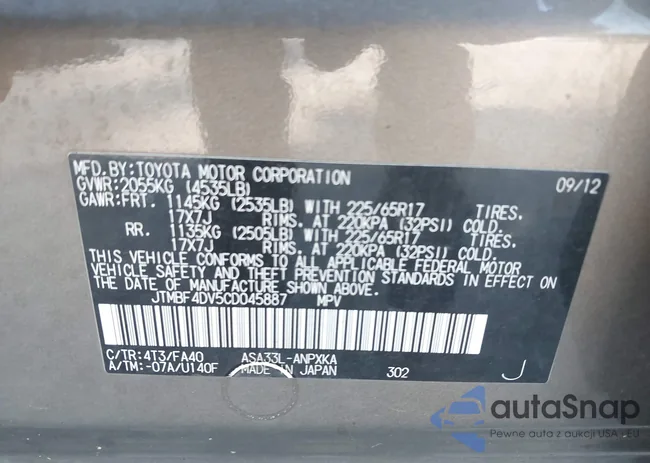 MFD.BY:TOYOTA MOTOR CORPORATION 09/12
GVWR:2055KG (4535LB)
GAWR:FRT. 1145KG (2535LB) WITH 225/65R17 TIRES.
17X7J RIMS. AT 220KPA (32PSI) COLD.
RR. 1135KG (2505LB) WITH 225/65R17 TIRES.
17X7J RIMS. AT 220KPA (32PSI) COLD.
THIS VEHICLE CONFORMS TO ALL APPLICABLE FEDERAL MOTOR
VEHICLE SAFETY AND THEFT PREVENTION STANDARDS IN EFFECT ON
THE DATE OF MANUFACTURE SHOWN ABOVE.
JTMBF4DV5CD045887 MPV
C/TR:4T3/FA40 ASA33L-ANPXKA
A/TM:-07A/U140F MADE IN JAPAN 302 J
autaSnap
Pewne auta z aukcji USA i EU